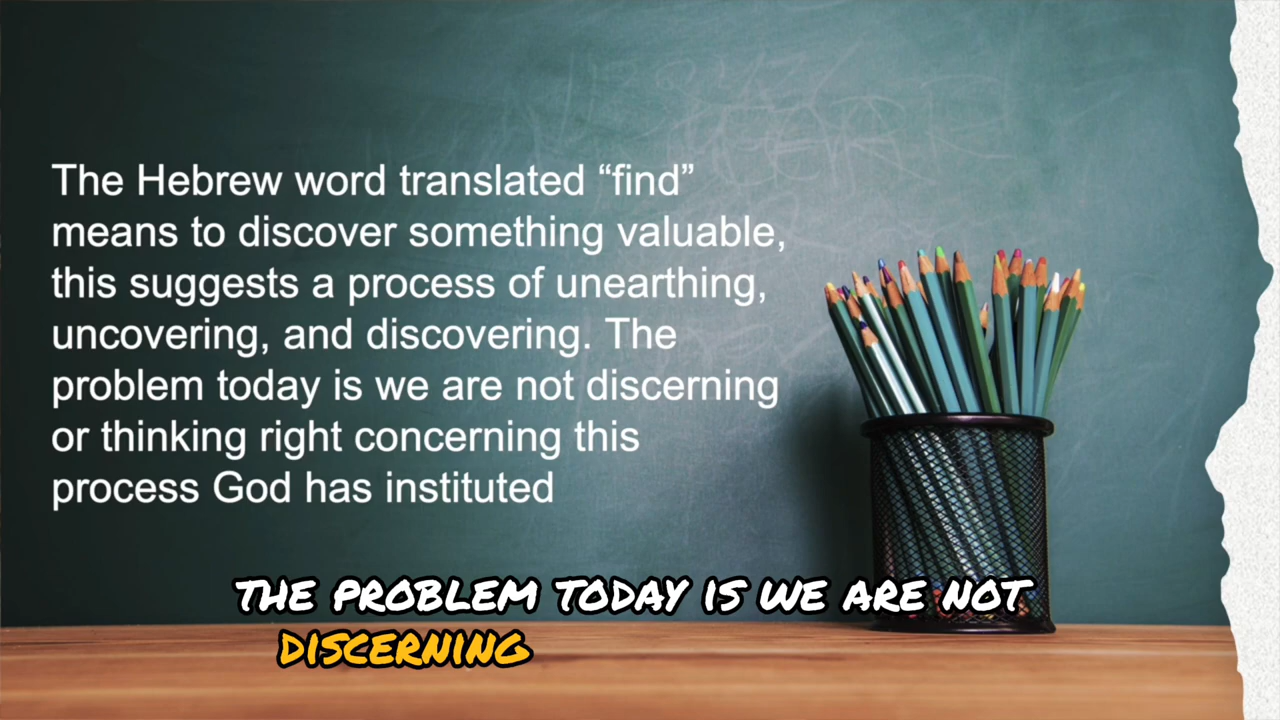 The Hebrew word translated “find”
means to discover something valuable,
this suggests a process of unearthing,
uncovering, and discovering. The
problem today is we are not discerning
or thinking right concerning this
process God has instituted
THE PROBLEM TODAY IS WE ARE NOT
DISCERNING